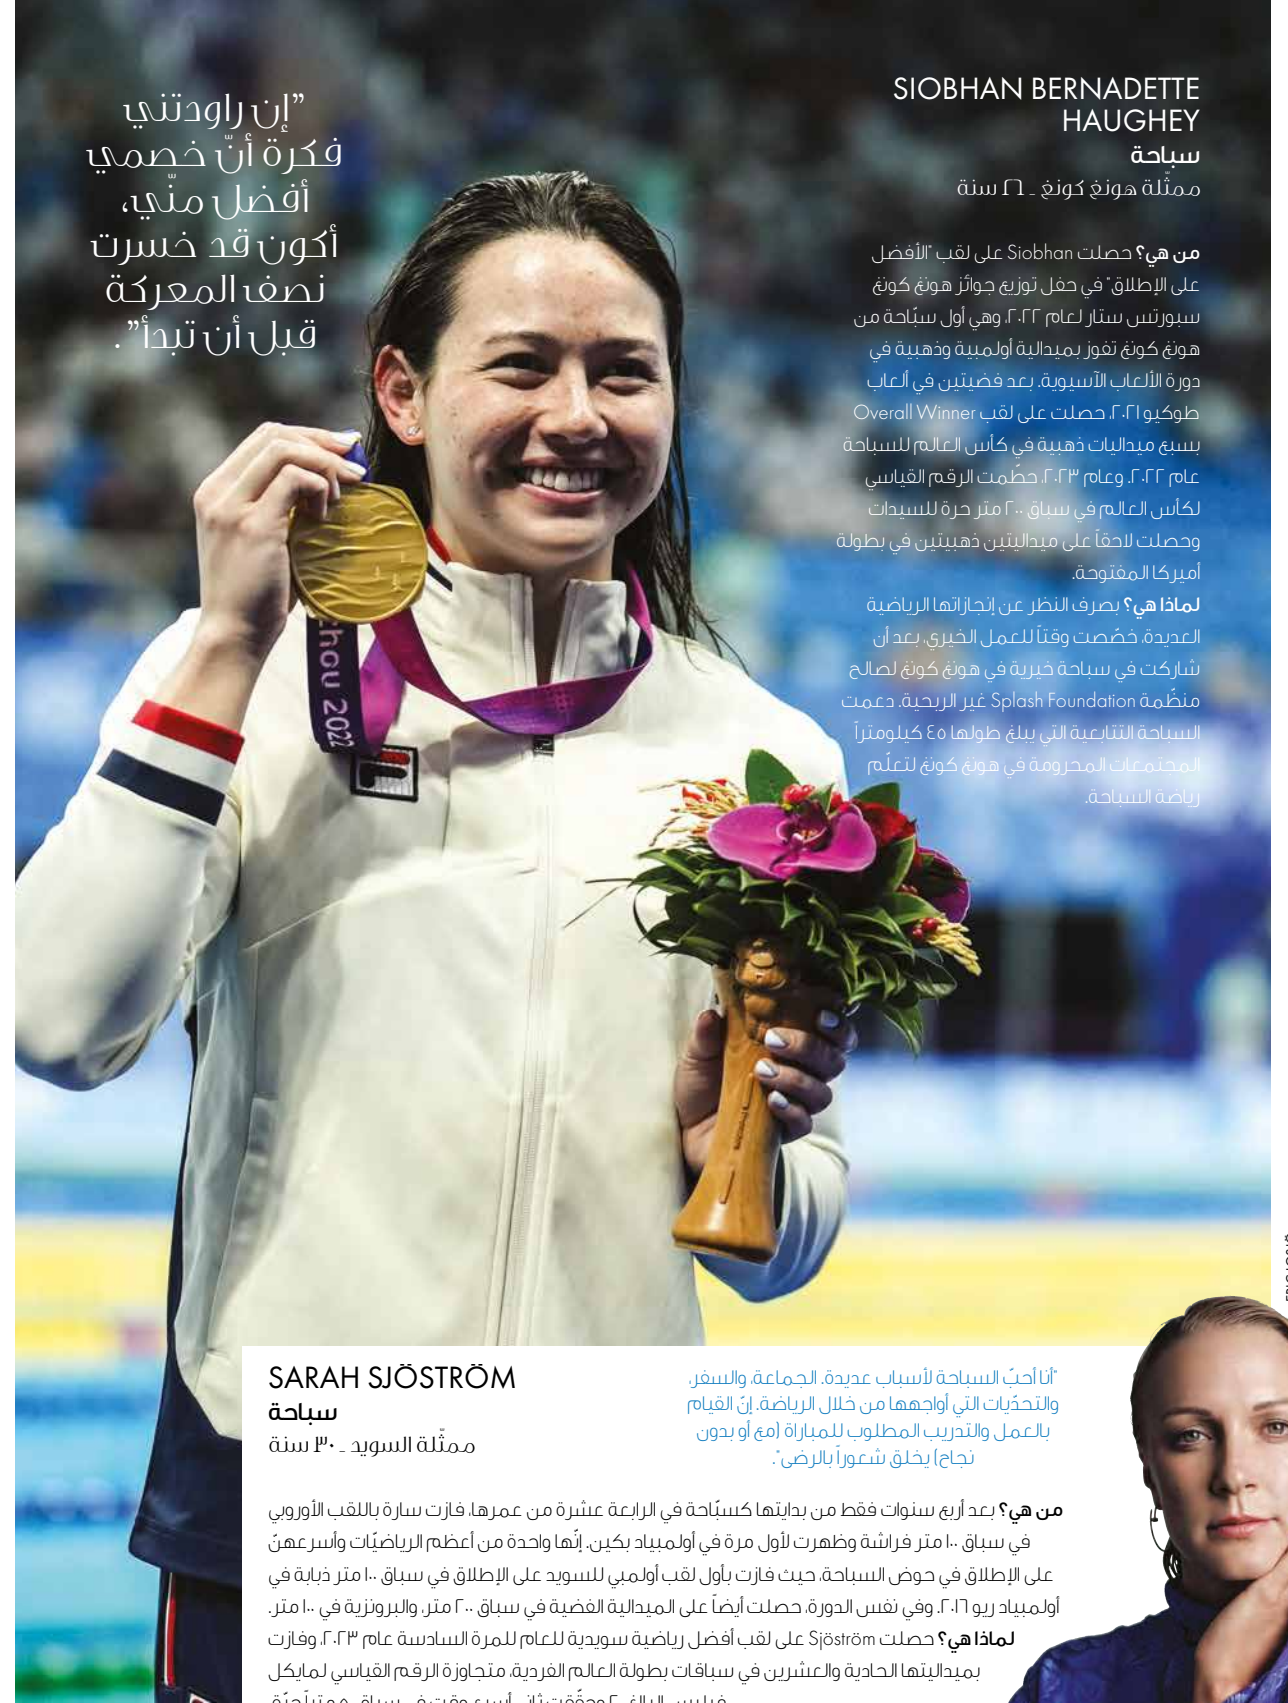 "إن راودتني
فكرة أنّ خصمي
أفضل منّي،
أكون قد خسرت
نصف المعركة
قبل أن تبدأ".
SIOBHAN BERNADETTE
HAUGHEY
سباحة
ممثّلة هونغ كونغ ـ ٢٦ سنة
من هي؟ حصلت Siobhan على لقب "الأفضل
على الإطلاق" في حفل توزيع جوائز هونغ كونغ
سبورتس ستار لعام ٢٠٢٢، وهي أول سبّاحة من
هونغ كونغ تفوز بميدالية أولمبية وذهبية في
دورة الألعاب الآسيوية. بعد فضيتين في ألعاب
طوكيو ٢٠٢١، حصلت على لقب Overall Winner
بسبع ميداليات ذهبية في كأس العالم للسباحة
عام ٢٠٢٢. وعام ٢٠٢٣، حطّمت الرقم القياسي
لكأس العالم في سباق ٢٠٠ متر حرة للسيدات
وحصلت لاحقاً على ميداليتين ذهبيتين في بطولة
أميركا المفتوحة.
لماذا هي؟ بصرف النظر عن إنجازاتها الرياضية
العديدة، خصّصت وقتاً للعمل الخيري، بعد أن
شاركت في سباحة خيرية في هونغ كونغ لصالح
منظّمة Splash Foundation غير الربحية. دعمت
السباحة التتابعية التي يبلغ طولها ٤٥ كيلومتراً
المجتمعات المحرومة في هونغ كونغ لتعلّم
رياضة السباحة.
hou 2022
SARAH SJÖSTRÖM
سباحة
ممثّلة السويد ـ ٣٠ سنة
"أنا أحبّ السباحة لأسباب عديدة. الجماعة، والسفر،
والتحدّيات التي أواجهها من خلال الرياضة. إنّ القيام
بالعمل والتدريب المطلوب للمباراة (مع أو بدون
نجاح) يخلق شعوراً بالرضى".
من هي؟ بعد أربع سنوات فقط من بدايتها كسبّاحة في الرابعة عشرة من عمرها، فازت سارة باللقب الأوروبي
في سباق ١٠٠ متر فراشة وظهرت لأول مرة في أولمبياد بكين. إنّها واحدة من أعظم الرياضيّات وأسرعهنّ
على الإطلاق في حوض السباحة، حيث فازت بأول لقب أولمبي للسويد على الإطلاق في سباق ١٠٠ متر ذبابة في
أولمبياد ريو ٢٠١٦. وفي نفس الدورة، حصلت أيضاً على الميدالية الفضية في سباق ٢٠٠ متر، والبرونزية في ١٠٠ متر.
لماذا هي؟ حصلت Sjöström على لقب أفضل رياضية سويدية للعام للمرة السادسة عام ٢٠٢٣، وفازت
بميداليتها الحادية والعشرين في سباقات بطولة العالم الفردية، متجاوزة الرقم القياسي لمايكل